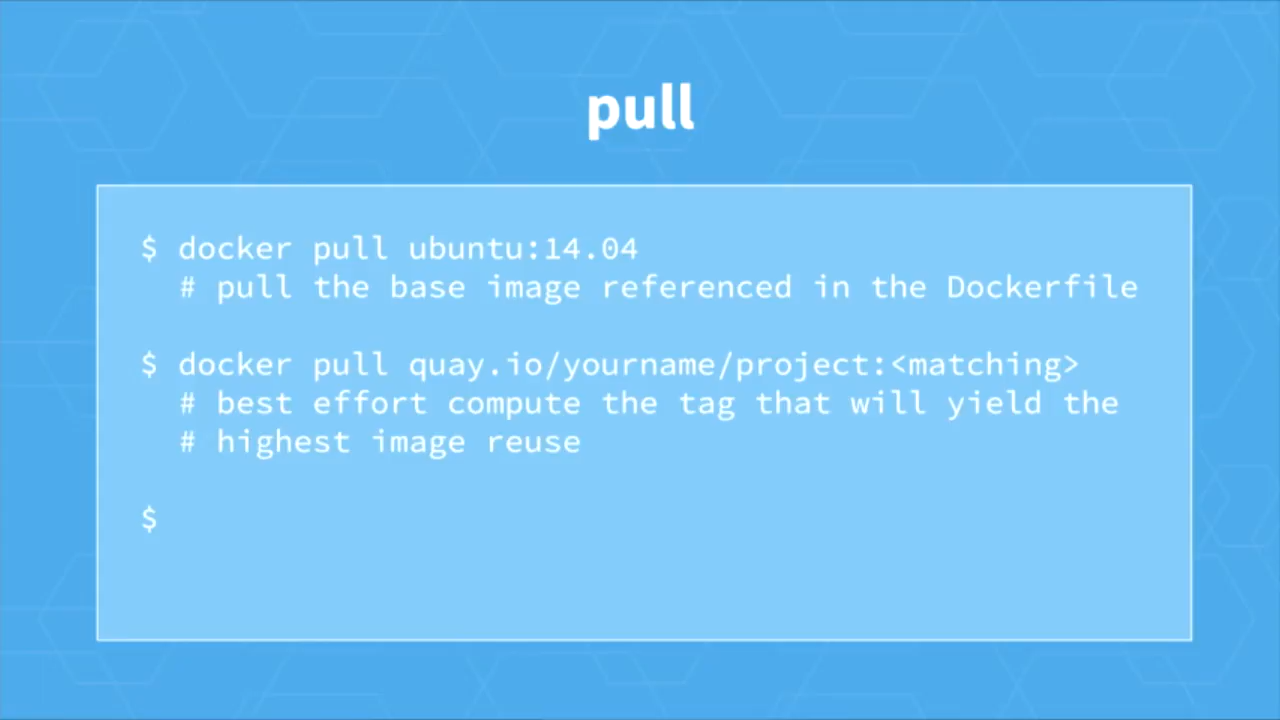 pull
$ docker pull ubuntu:14.04
# pull the base image referenced in the Dockerfile
$ docker pull quay.io/yourname/project:<matching>
# best effort compute the tag that will yield the
# highest image reuse
$